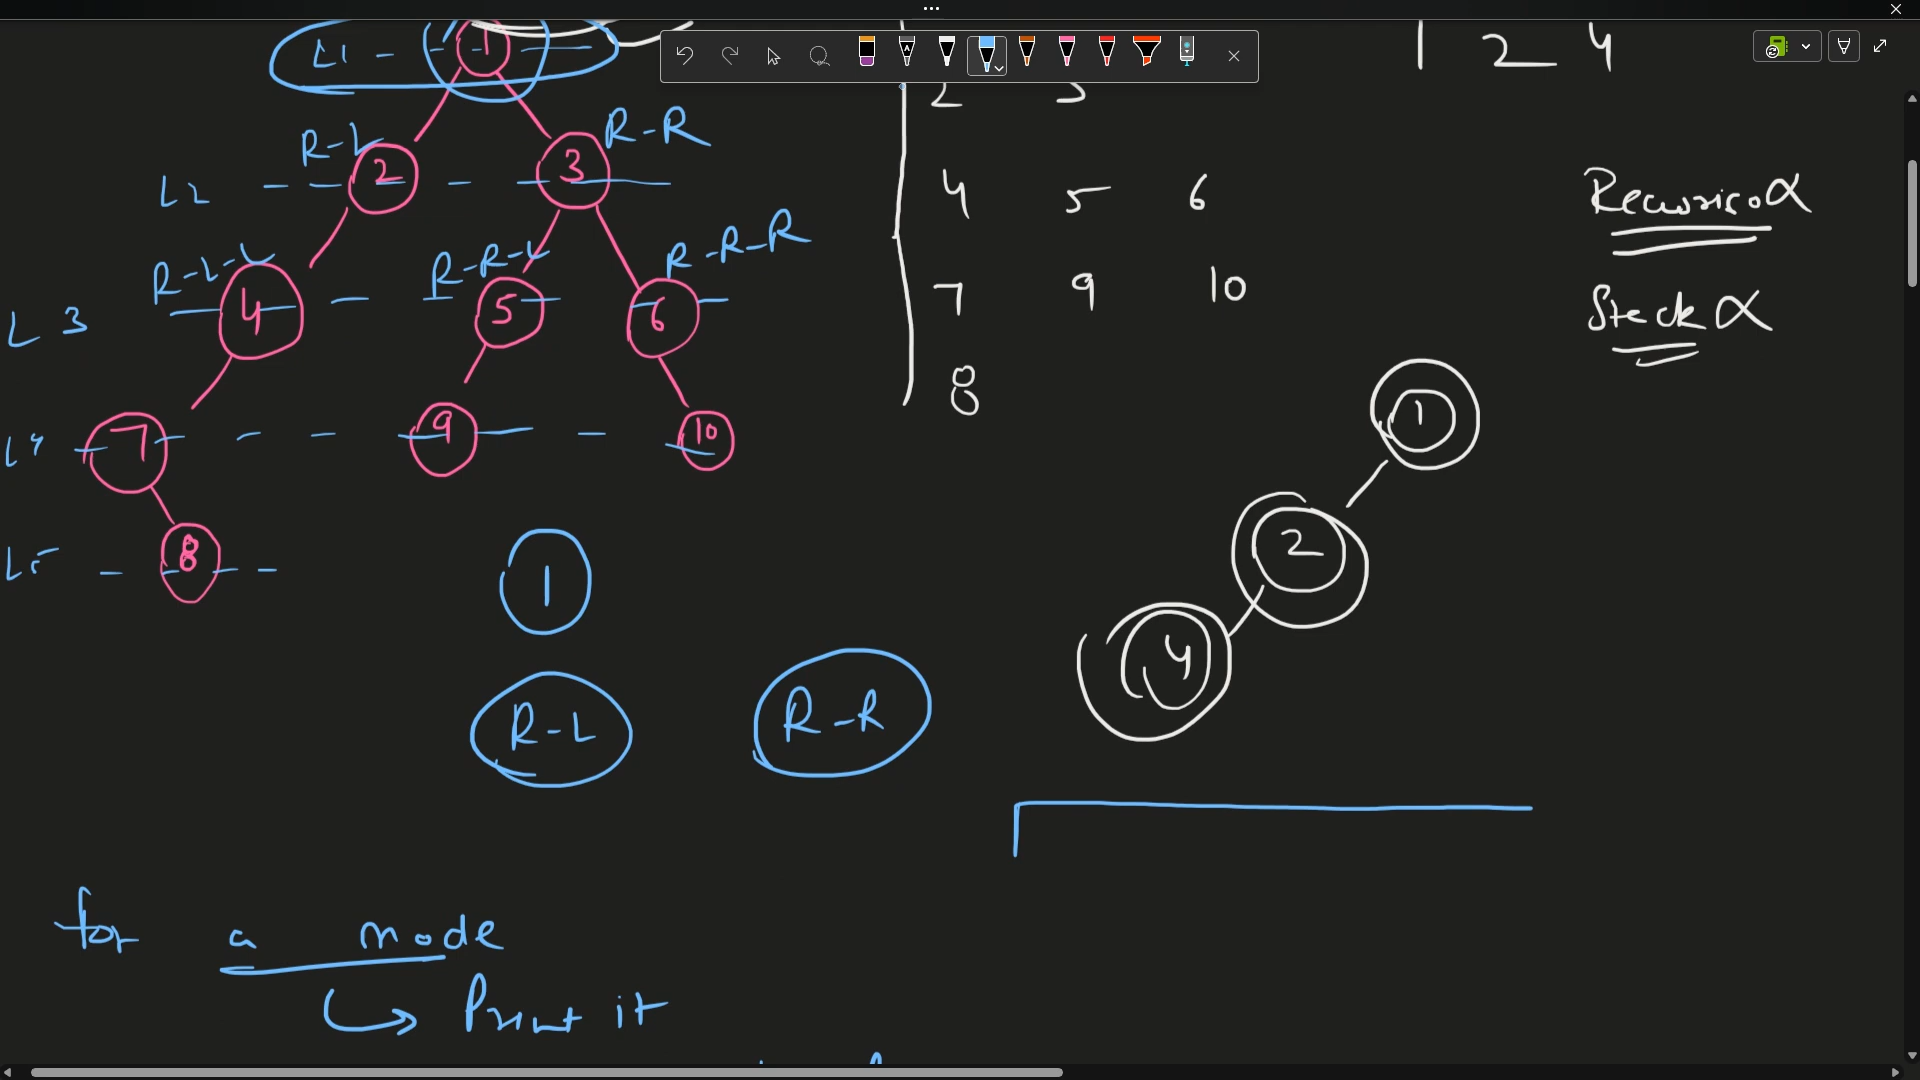 L1 - 1
1 2 4
R-L
R-R
2 3
L2
2
3
4 5 6
Recursion
R-L-L
R-R-L
R-R-R
L3
4
5
6
7 9 10
Stack
8
1
L4
7
9
10
2
L5
8
1
4
R-L
R-R
for a node
Print it